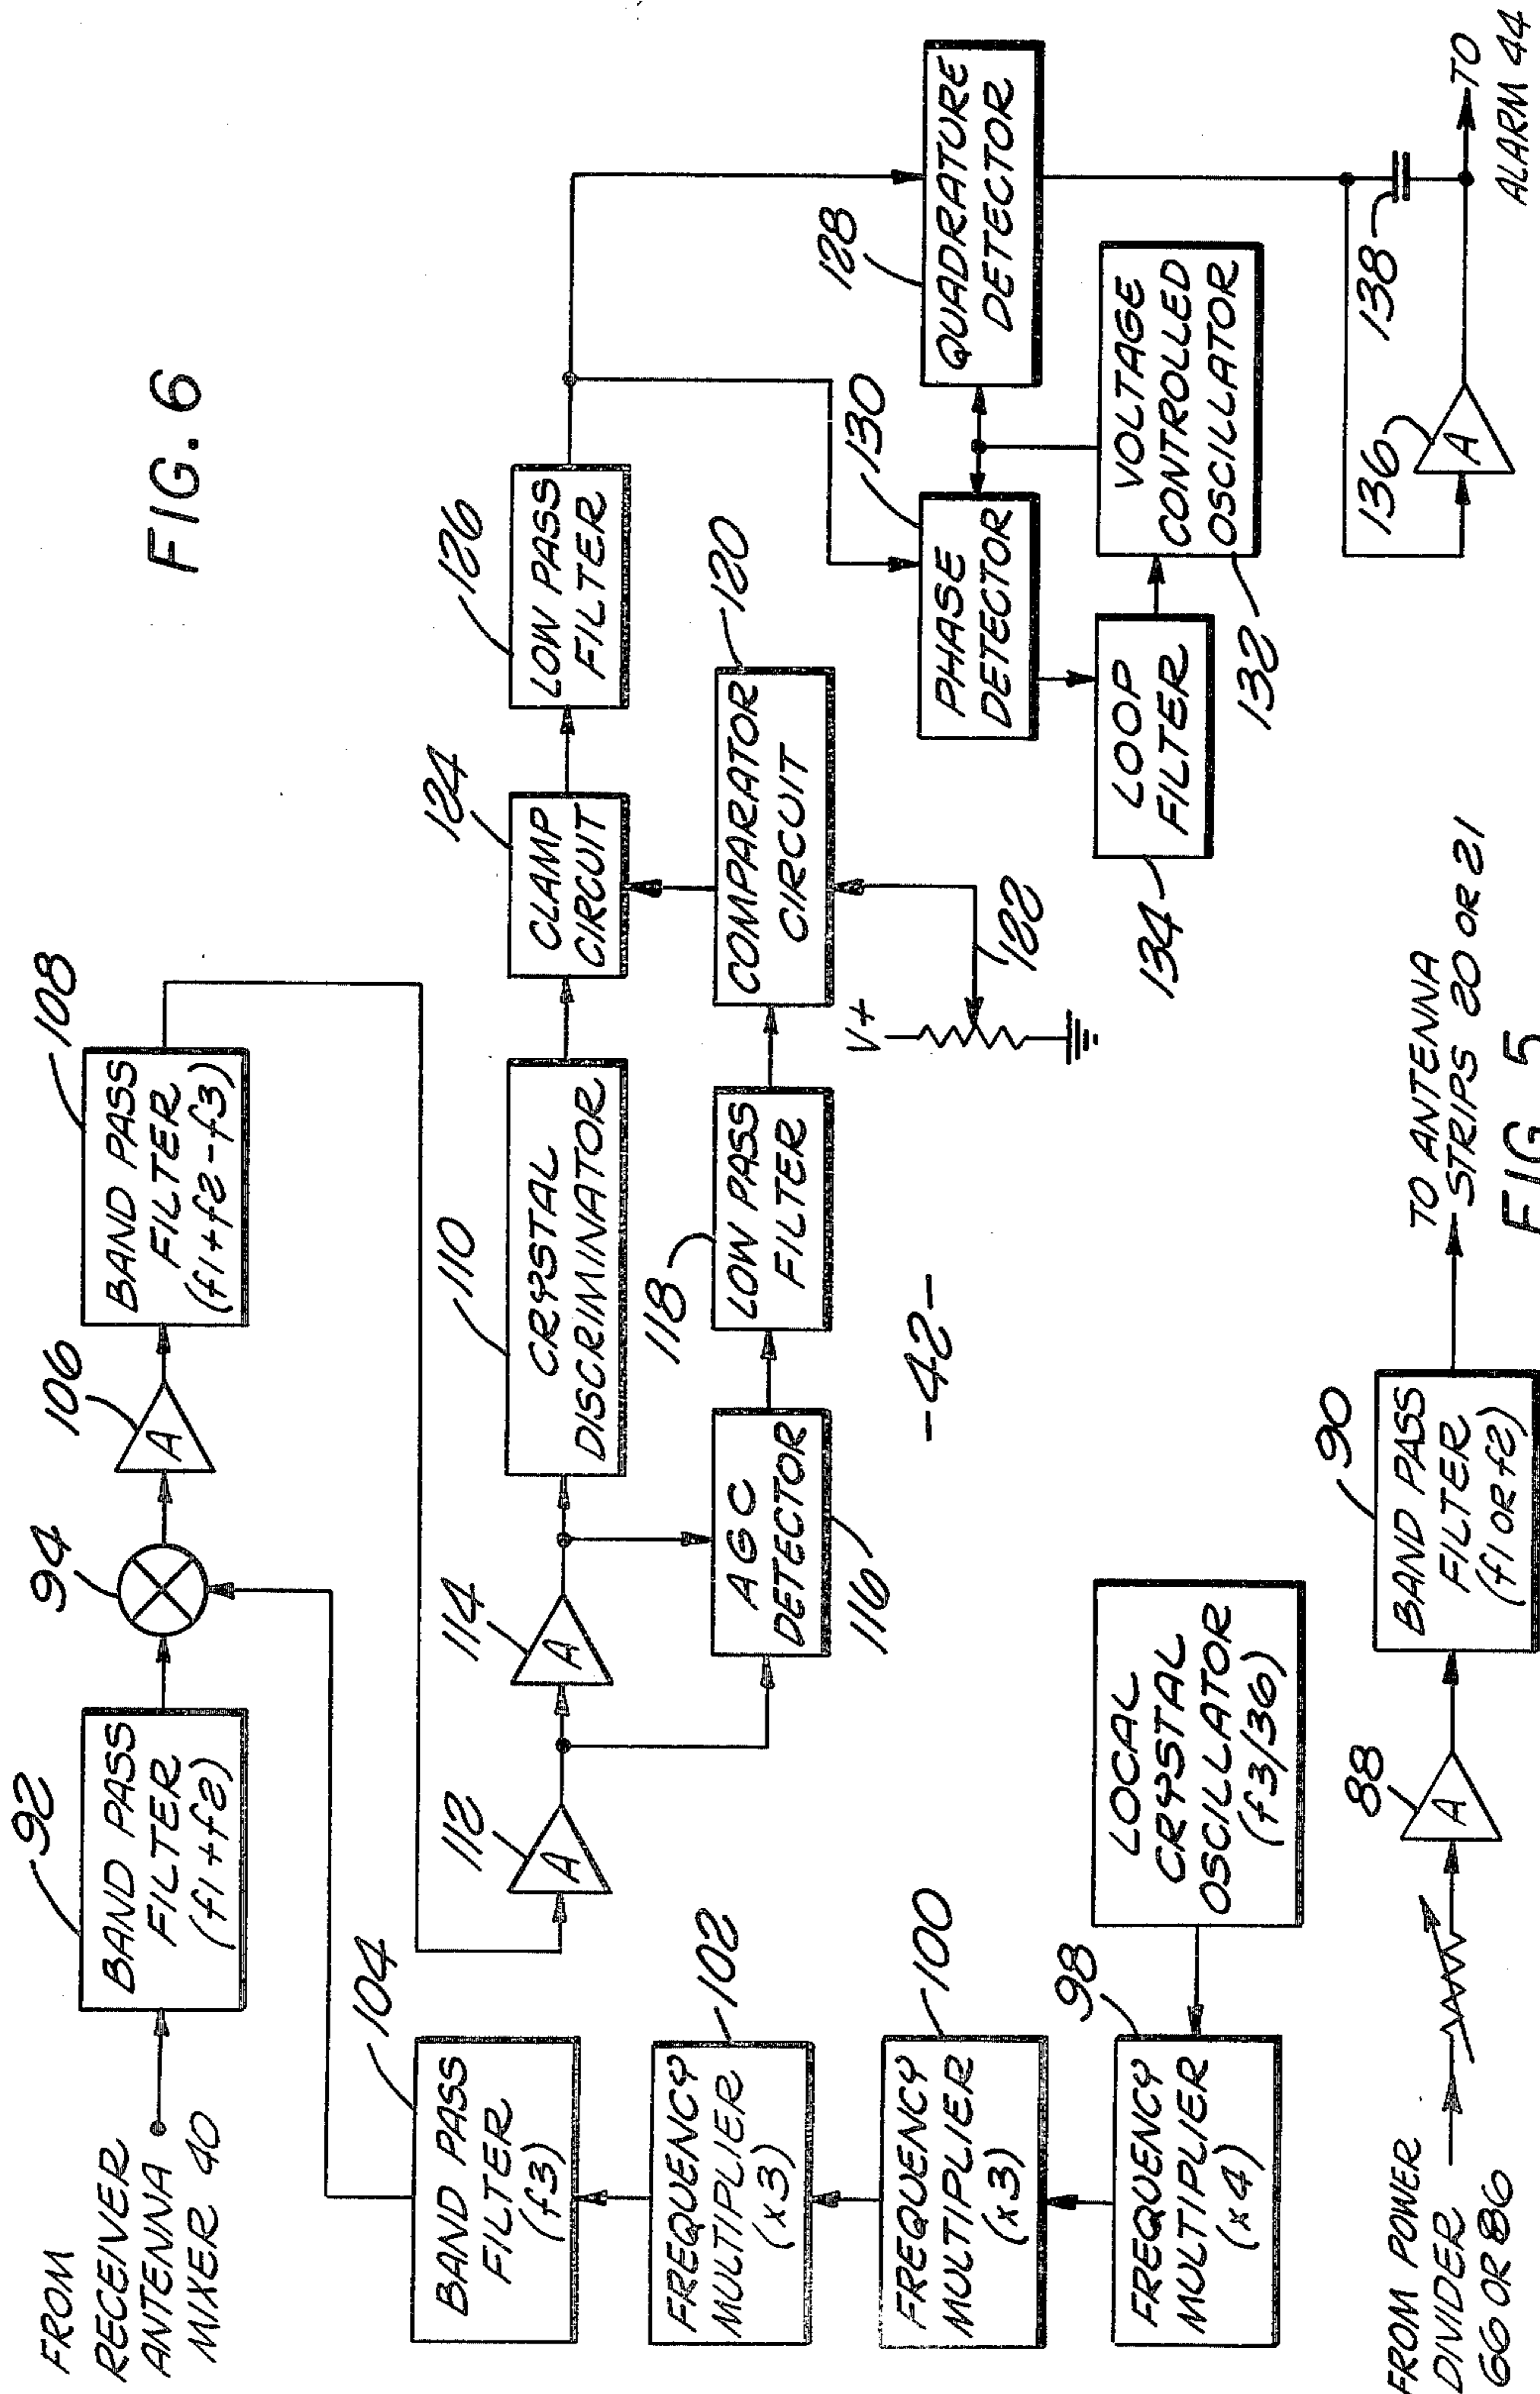 FIG. 6
FROM
RECEIVER
ANTENNA
MIXER 40
92
BAND PASS
FILTER
(f1+f2)
94
106
A
108
BAND PASS
FILTER
(f1+f2-f3)
104
BAND PASS
FILTER
(f3)
102
FREQUENCY
MULTIPLIER
(x3)
100
FREQUENCY
MULTIPLIER
(x3)
98
FREQUENCY
MULTIPLIER
(x4)
LOCAL
CRYSTAL
OSCILLATOR
(f3/36)
112
A
114
A
110
CRYSTAL
DISCRIMINATOR
124
CLAMP
CIRCUIT
126
LOW PASS
FILTER
AGC
DETECTOR
116
118
LOW PASS
FILTER
120
COMPARATOR
CIRCUIT
V+
122
-42-
128
QUADRATURE
DETECTOR
130
PHASE
DETECTOR
LOOP
FILTER
134
VOLTAGE
CONTROLLED
OSCILLATOR
132
136
A
138
TO
ALARM 44
FROM POWER
DIVIDER
66 OR 86
88
A
90
BAND PASS
FILTER
(f1 OR f2)
TO ANTENNA
STRIPS 20 OR 21
FIG. 5